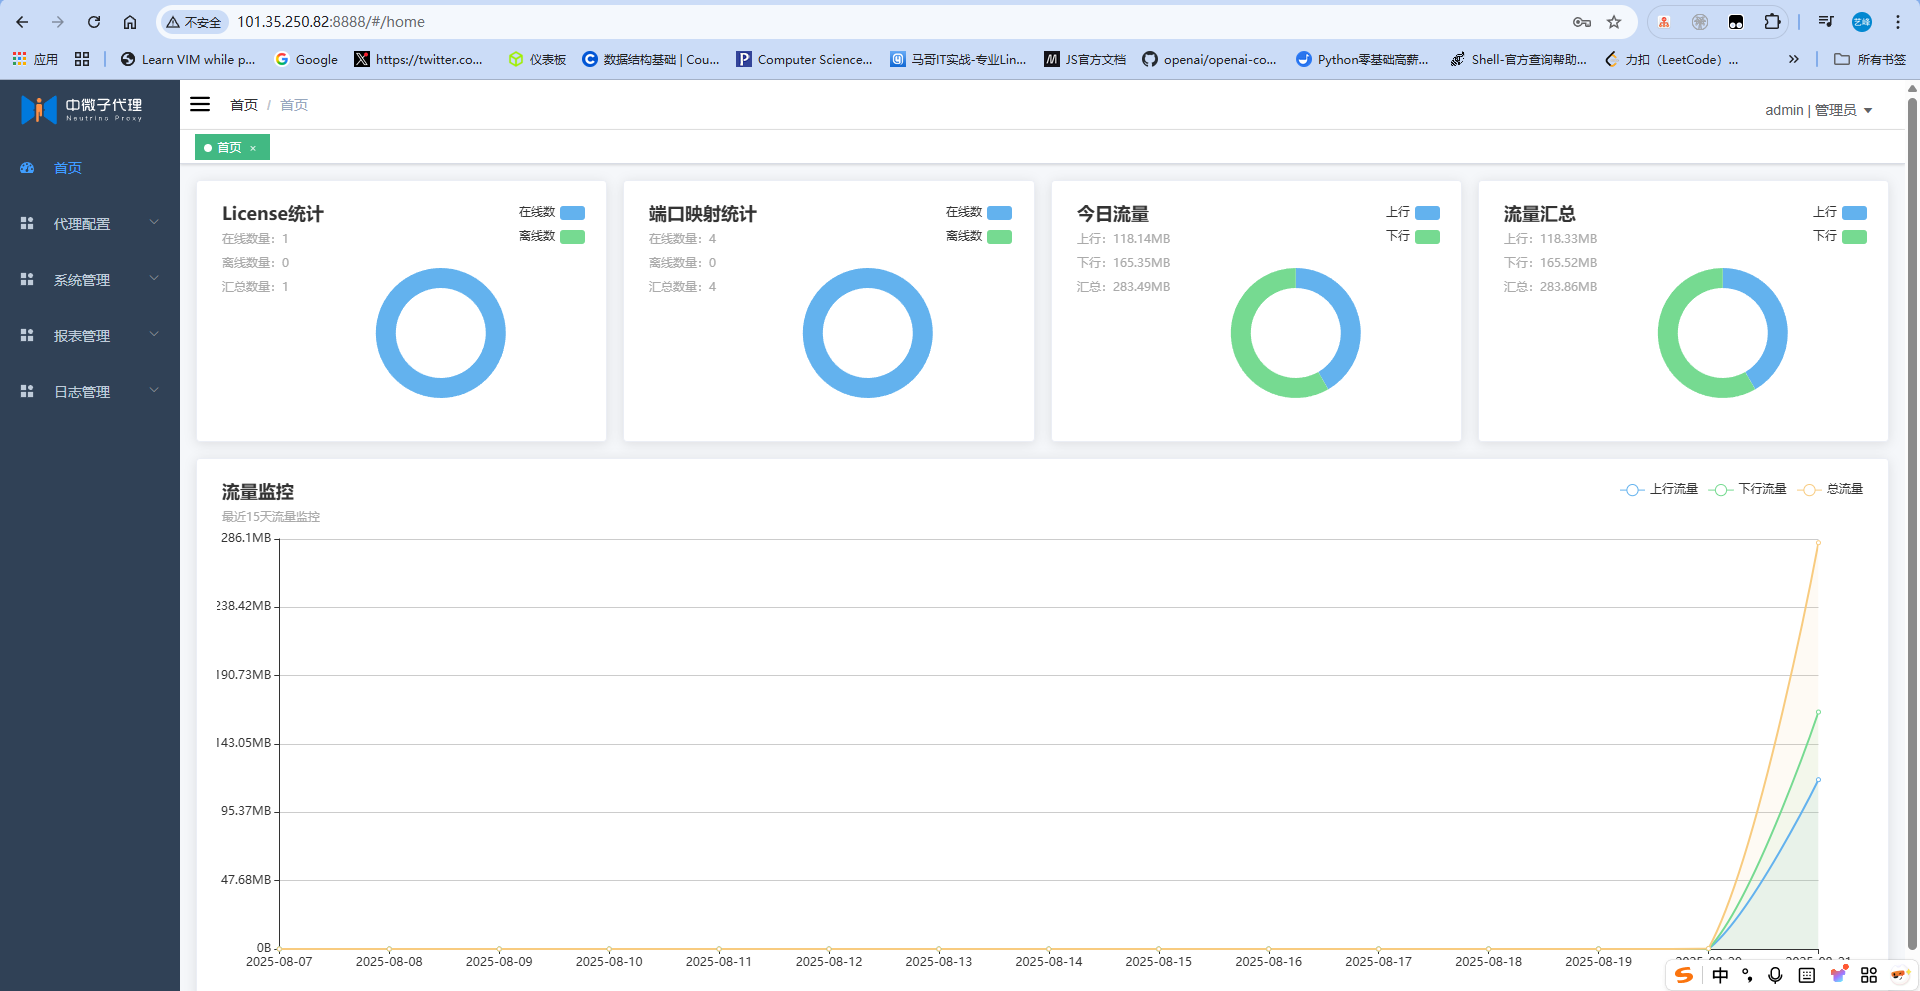 不安全
101.35.250.82:8888/#/home
艺峰
应用
Learn VIM while p...
Google
https://twitter.co...
仪表板
数据结构基础 | Cou...
Computer Science...
马哥IT实战-专业Lin...
JS官方文档
openai/openai-co...
Python零基础高薪...
Shell-官方查询帮助...
力扣（LeetCode）...
所有书签
中微子代理
Neutrino Proxy
首页 / 首页
admin | 管理员
首页 ×
首页
代理配置
系统管理
报表管理
日志管理
License统计
在线数量：1
离线数量：0
汇总数量：1
在线数
离线数
端口映射统计
在线数量：4
离线数量：0
汇总数量：4
在线数
离线数
今日流量
上行：118.14MB
下行：165.35MB
汇总：283.49MB
上行
下行
流量汇总
上行：118.33MB
下行：165.52MB
汇总：283.86MB
上行
下行
流量监控
最近15天流量监控
上行流量
下行流量
总流量
286.1MB
238.42MB
190.73MB
143.05MB
95.37MB
47.68MB
0B
2025-08-07
2025-08-08
2025-08-09
2025-08-10
2025-08-11
2025-08-12
2025-08-13
2025-08-14
2025-08-15
2025-08-16
2025-08-17
2025-08-18
2025-08-19
中